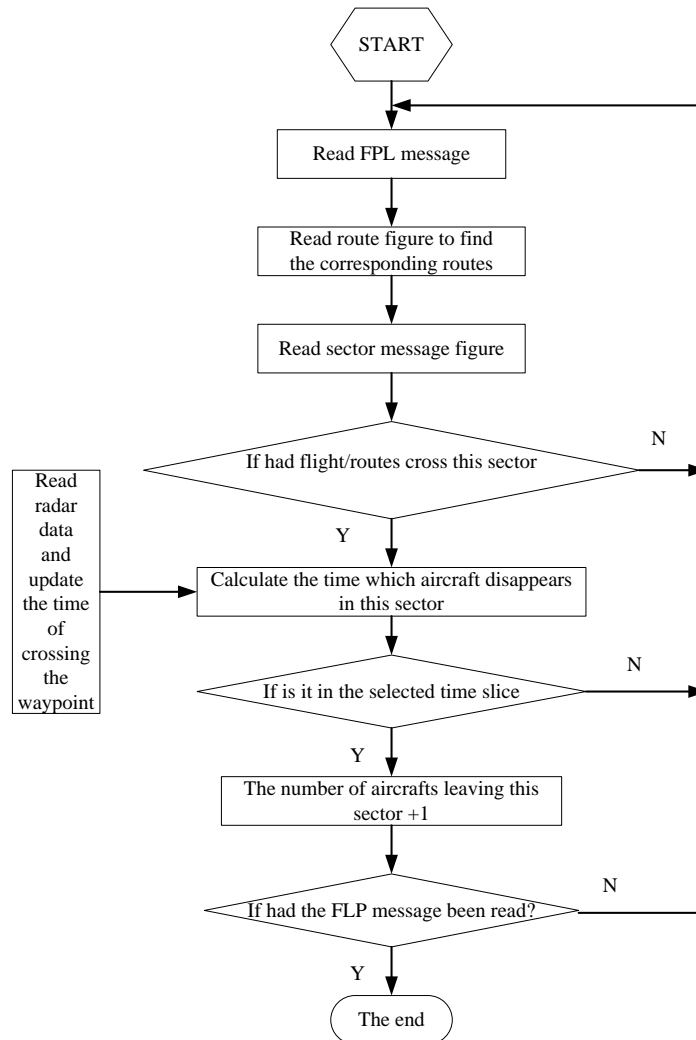 START
Read FPL message
Read route figure to find
the corresponding routes
Read sector message figure
If had flight/routes cross this sector
N
Y
Read
radar
data
and
update
the time
of
crossing
the
waypoint
Calculate the time which aircraft disappears
in this sector
If is it in the selected time slice
N
Y
The number of aircrafts leaving this
sector +1
If had the FLP message been read?
N
Y
The end